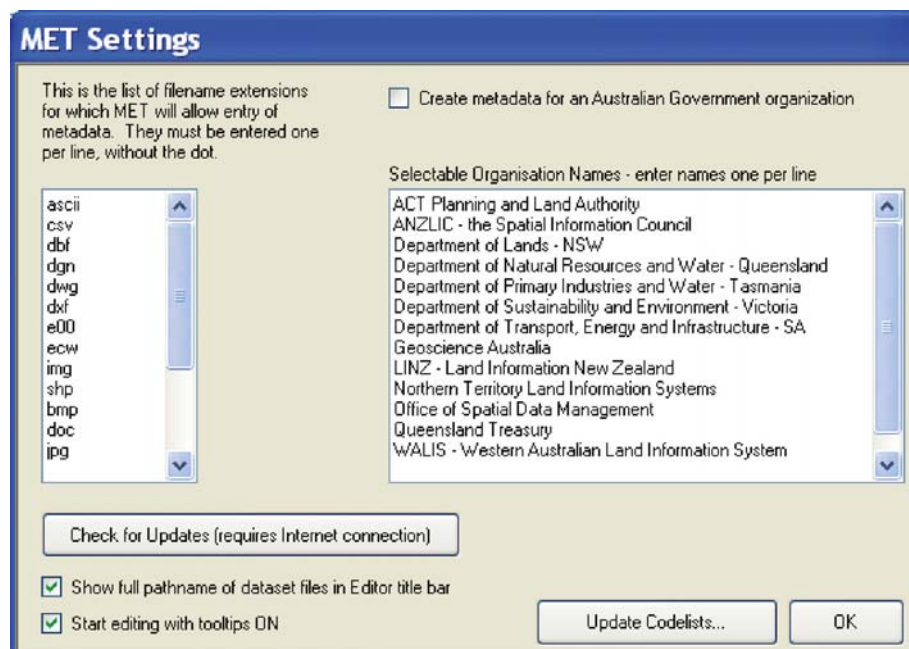 MET Settings
This is the list of filename extensions
for which MET will allow entry of
metadata. They must be entered one
per line, without the dot.
ascii
csv
dbf
dgn
dwg
dxf
e00
ecw
img
shp
bmp
doc
jpg
Create metadata for an Australian Government organization
Selectable Organisation Names - enter names one per line
ACT Planning and Land Authority
ANZLIC - the Spatial Information Council
Department of Lands - NSW
Department of Natural Resources and Water - Queensland
Department of Primary Industries and Water - Tasmania
Department of Sustainability and Environment - Victoria
Department of Transport, Energy and Infrastructure - SA
Geoscience Australia
LINZ - Land Information New Zealand
Northern Territory Land Information Systems
Office of Spatial Data Management
Queensland Treasury
WALIS - Western Australian Land Information System
Check for Updates (requires Internet connection)
Show full pathname of dataset files in Editor title bar
Start editing with tooltips ON
Update Codelists...
OK